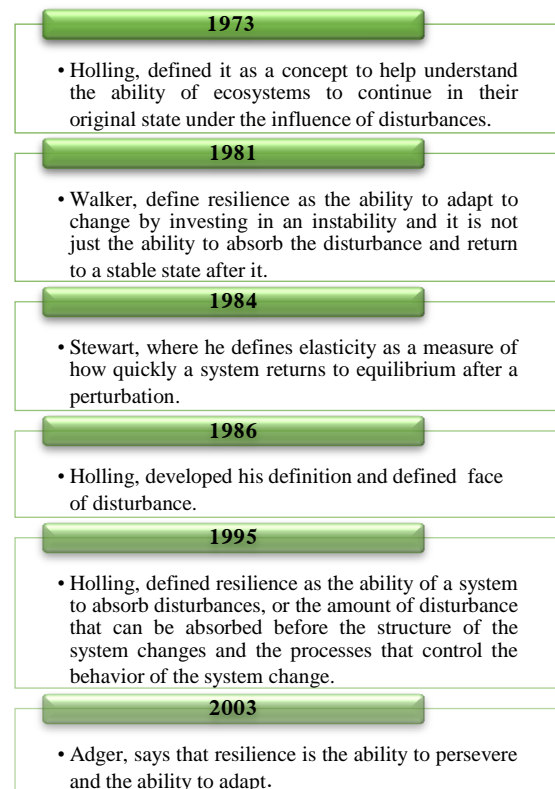 1973
• Holling, defined it as a concept to help understand
the ability of ecosystems to continue in their
original state under the influence of disturbances.
1981
• Walker, define resilience as the ability to adapt to
change by investing in an instability and it is not
just the ability to absorb the disturbance and return
to a stable state after it.
1984
• Stewart, where he defines elasticity as a measure of
how quickly a system returns to equilibrium after a
perturbation.
1986
• Holling, developed his definition and defined face
of disturbance.
1995
• Holling, defined resilience as the ability of a system
to absorb disturbances, or the amount of disturbance
that can be absorbed before the structure of the
system changes and the processes that control the
behavior of the system change.
2003
• Adger, says that resilience is the ability to persevere
and the ability to adapt.